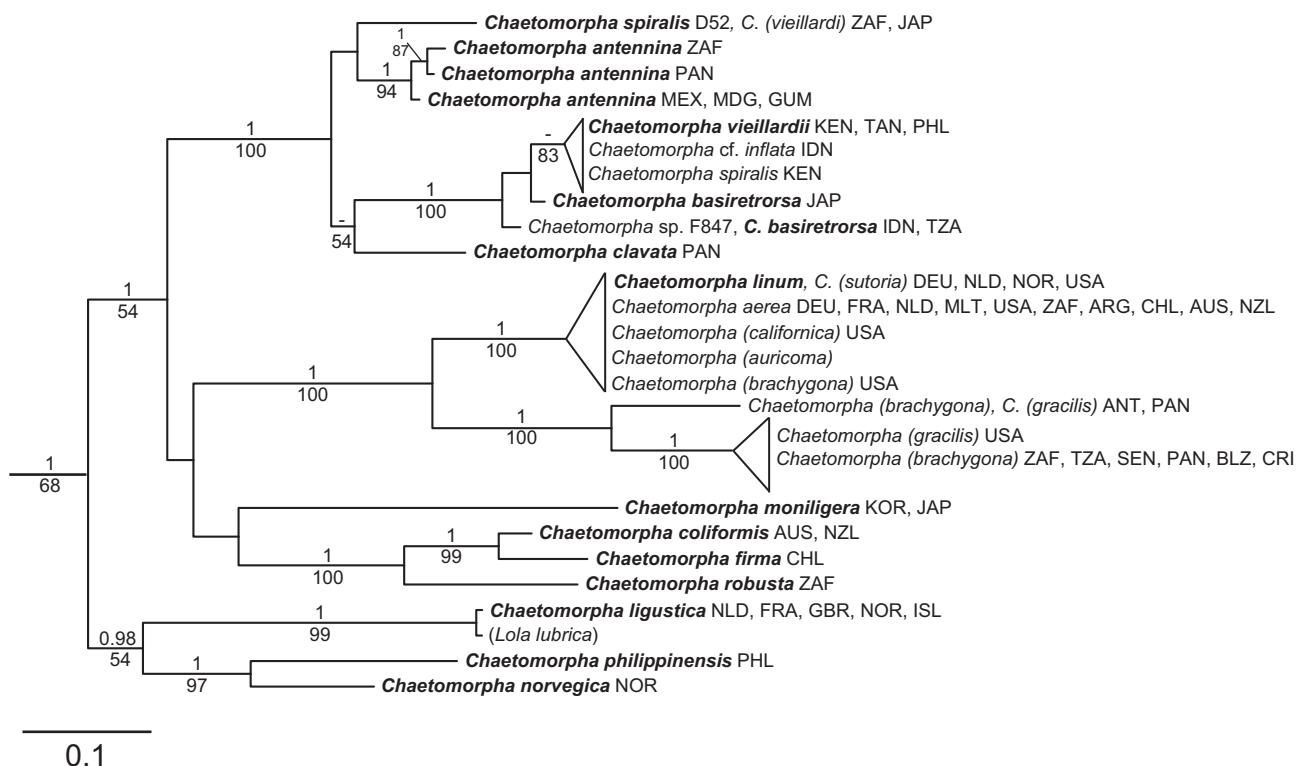 Chaetomorpha spiralis D52, C. (vieillardi) ZAF, JAP
1
87
Chaetomorpha antennina ZAF
1
94
Chaetomorpha antennina PAN
Chaetomorpha antennina MEX, MDG, GUM
1
100
-
83
Chaetomorpha vieillardii KEN, TAN, PHL
Chaetomorpha cf. inflata IDN
Chaetomorpha spiralis KEN
1
100
Chaetomorpha basiretrorsa JAP
-
54
Chaetomorpha sp. F847, C. basiretrorsa IDN, TZA
Chaetomorpha clavata PAN
1
54
Chaetomorpha linum, C. (sutoria) DEU, NLD, NOR, USA
Chaetomorpha aerea DEU, FRA, NLD, MLT, USA, ZAF, ARG, CHL, AUS, NZL
1
100
Chaetomorpha (californica) USA
Chaetomorpha (auricoma)
1
100
Chaetomorpha (brachygona) USA
Chaetomorpha (brachygona), C. (gracilis) ANT, PAN
1
100
1
100
Chaetomorpha (gracilis) USA
Chaetomorpha (brachygona) ZAF, TZA, SEN, PAN, BLZ, CRI
1
68
Chaetomorpha moniligera KOR, JAP
1
99
Chaetomorpha coliformis AUS, NZL
Chaetomorpha firma CHL
1
100
Chaetomorpha robusta ZAF
1
99
Chaetomorpha ligustica NLD, FRA, GBR, NOR, ISL
(Lola lubrica)
0.98
54
1
97
Chaetomorpha philippinensis PHL
Chaetomorpha norvegica NOR
0.1